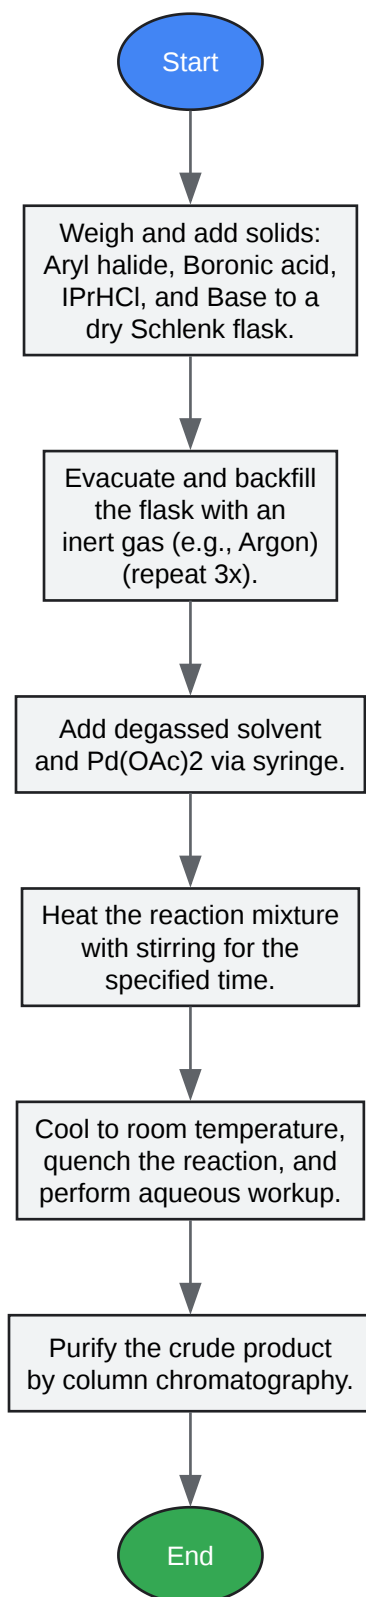 Start
Weigh and add solids:
Aryl halide, Boronic acid,
IPrHCl, and Base to a
dry Schlenk flask.
Evacuate and backfill
the flask with an
inert gas (e.g., Argon)
(repeat 3x).
Add degassed solvent
and Pd(OAc)2 via syringe.
Heat the reaction mixture
with stirring for the
specified time.
Cool to room temperature,
quench the reaction, and
perform aqueous workup.
Purify the crude product
by column chromatography.
End